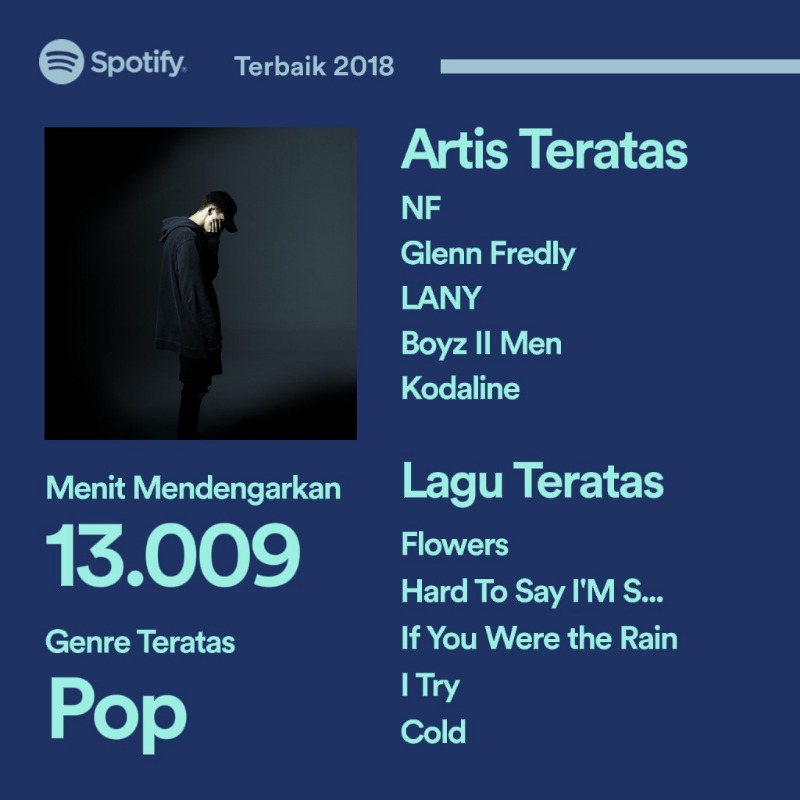 Spotify
Terbaik 2018
Artis Teratas
NF
Glenn Fredly
LANY
Boyz II Men
Kodaline
Menit Mendengarkan
13.009
Genre Teratas
Pop
Lagu Teratas
Flowers
Hard To Say I'M S...
If You Were the Rain
I Try
Cold